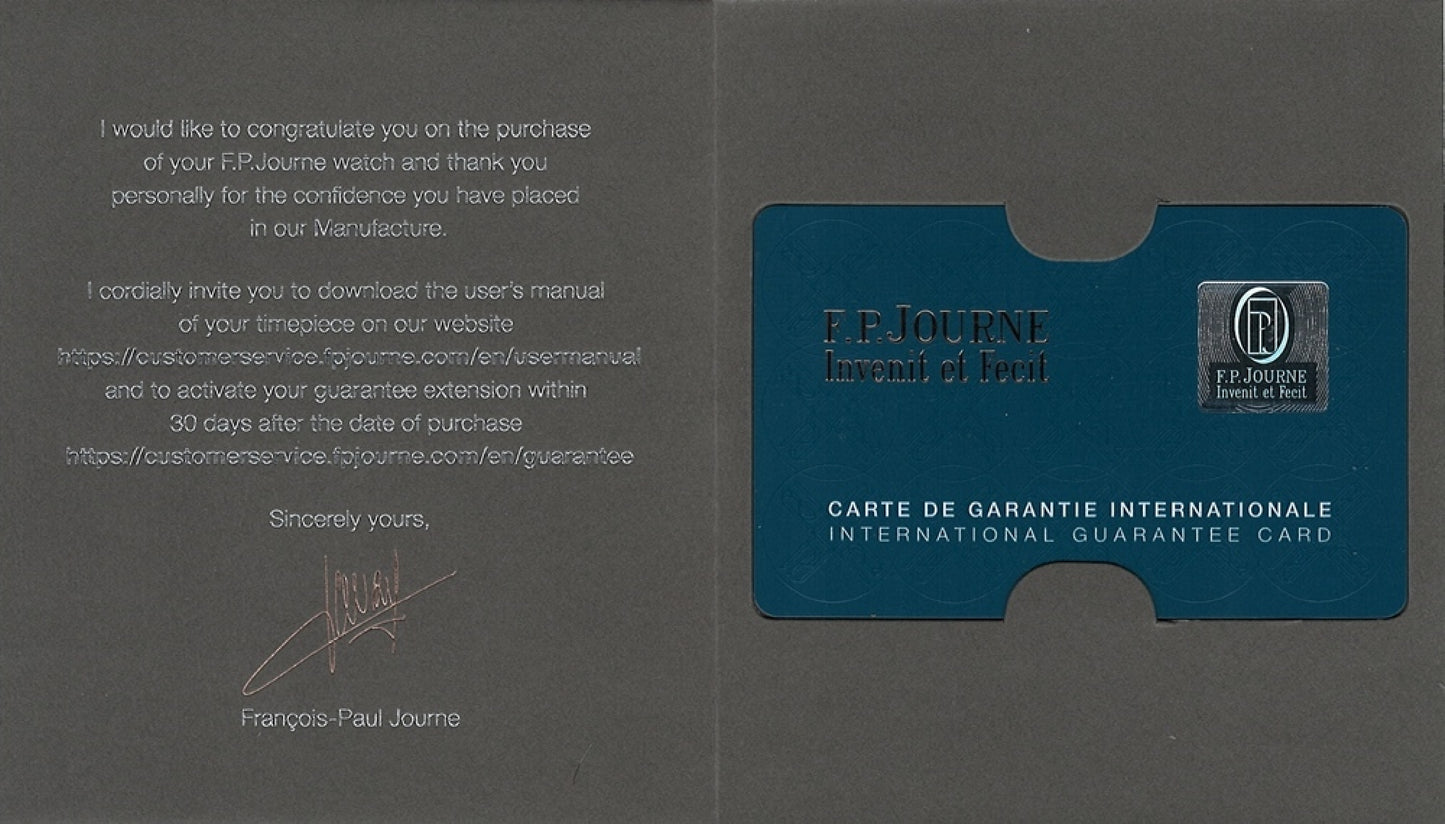 I would like to congratulate you on the purchase
of your F.P.Journe watch and thank you
personally for the confidence you have placed
in our Manufacture.
I cordially invite you to download the user's manual
of your timepiece on our website
https://customerservice.fpjourne.com/en/usermanual
and to activate your guarantee extension within
30 days after the date of purchase
https://customerservice.fpjourne.com/en/guarantee
Sincerely yours,
François-Paul Journe
F.P.JOURNE
Invenit et Fecit
F.P.JOURNE
Invenit et Fecit
CARTE DE GARANTIE INTERNATIONALE
INTERNATIONAL GUARANTEE CARD